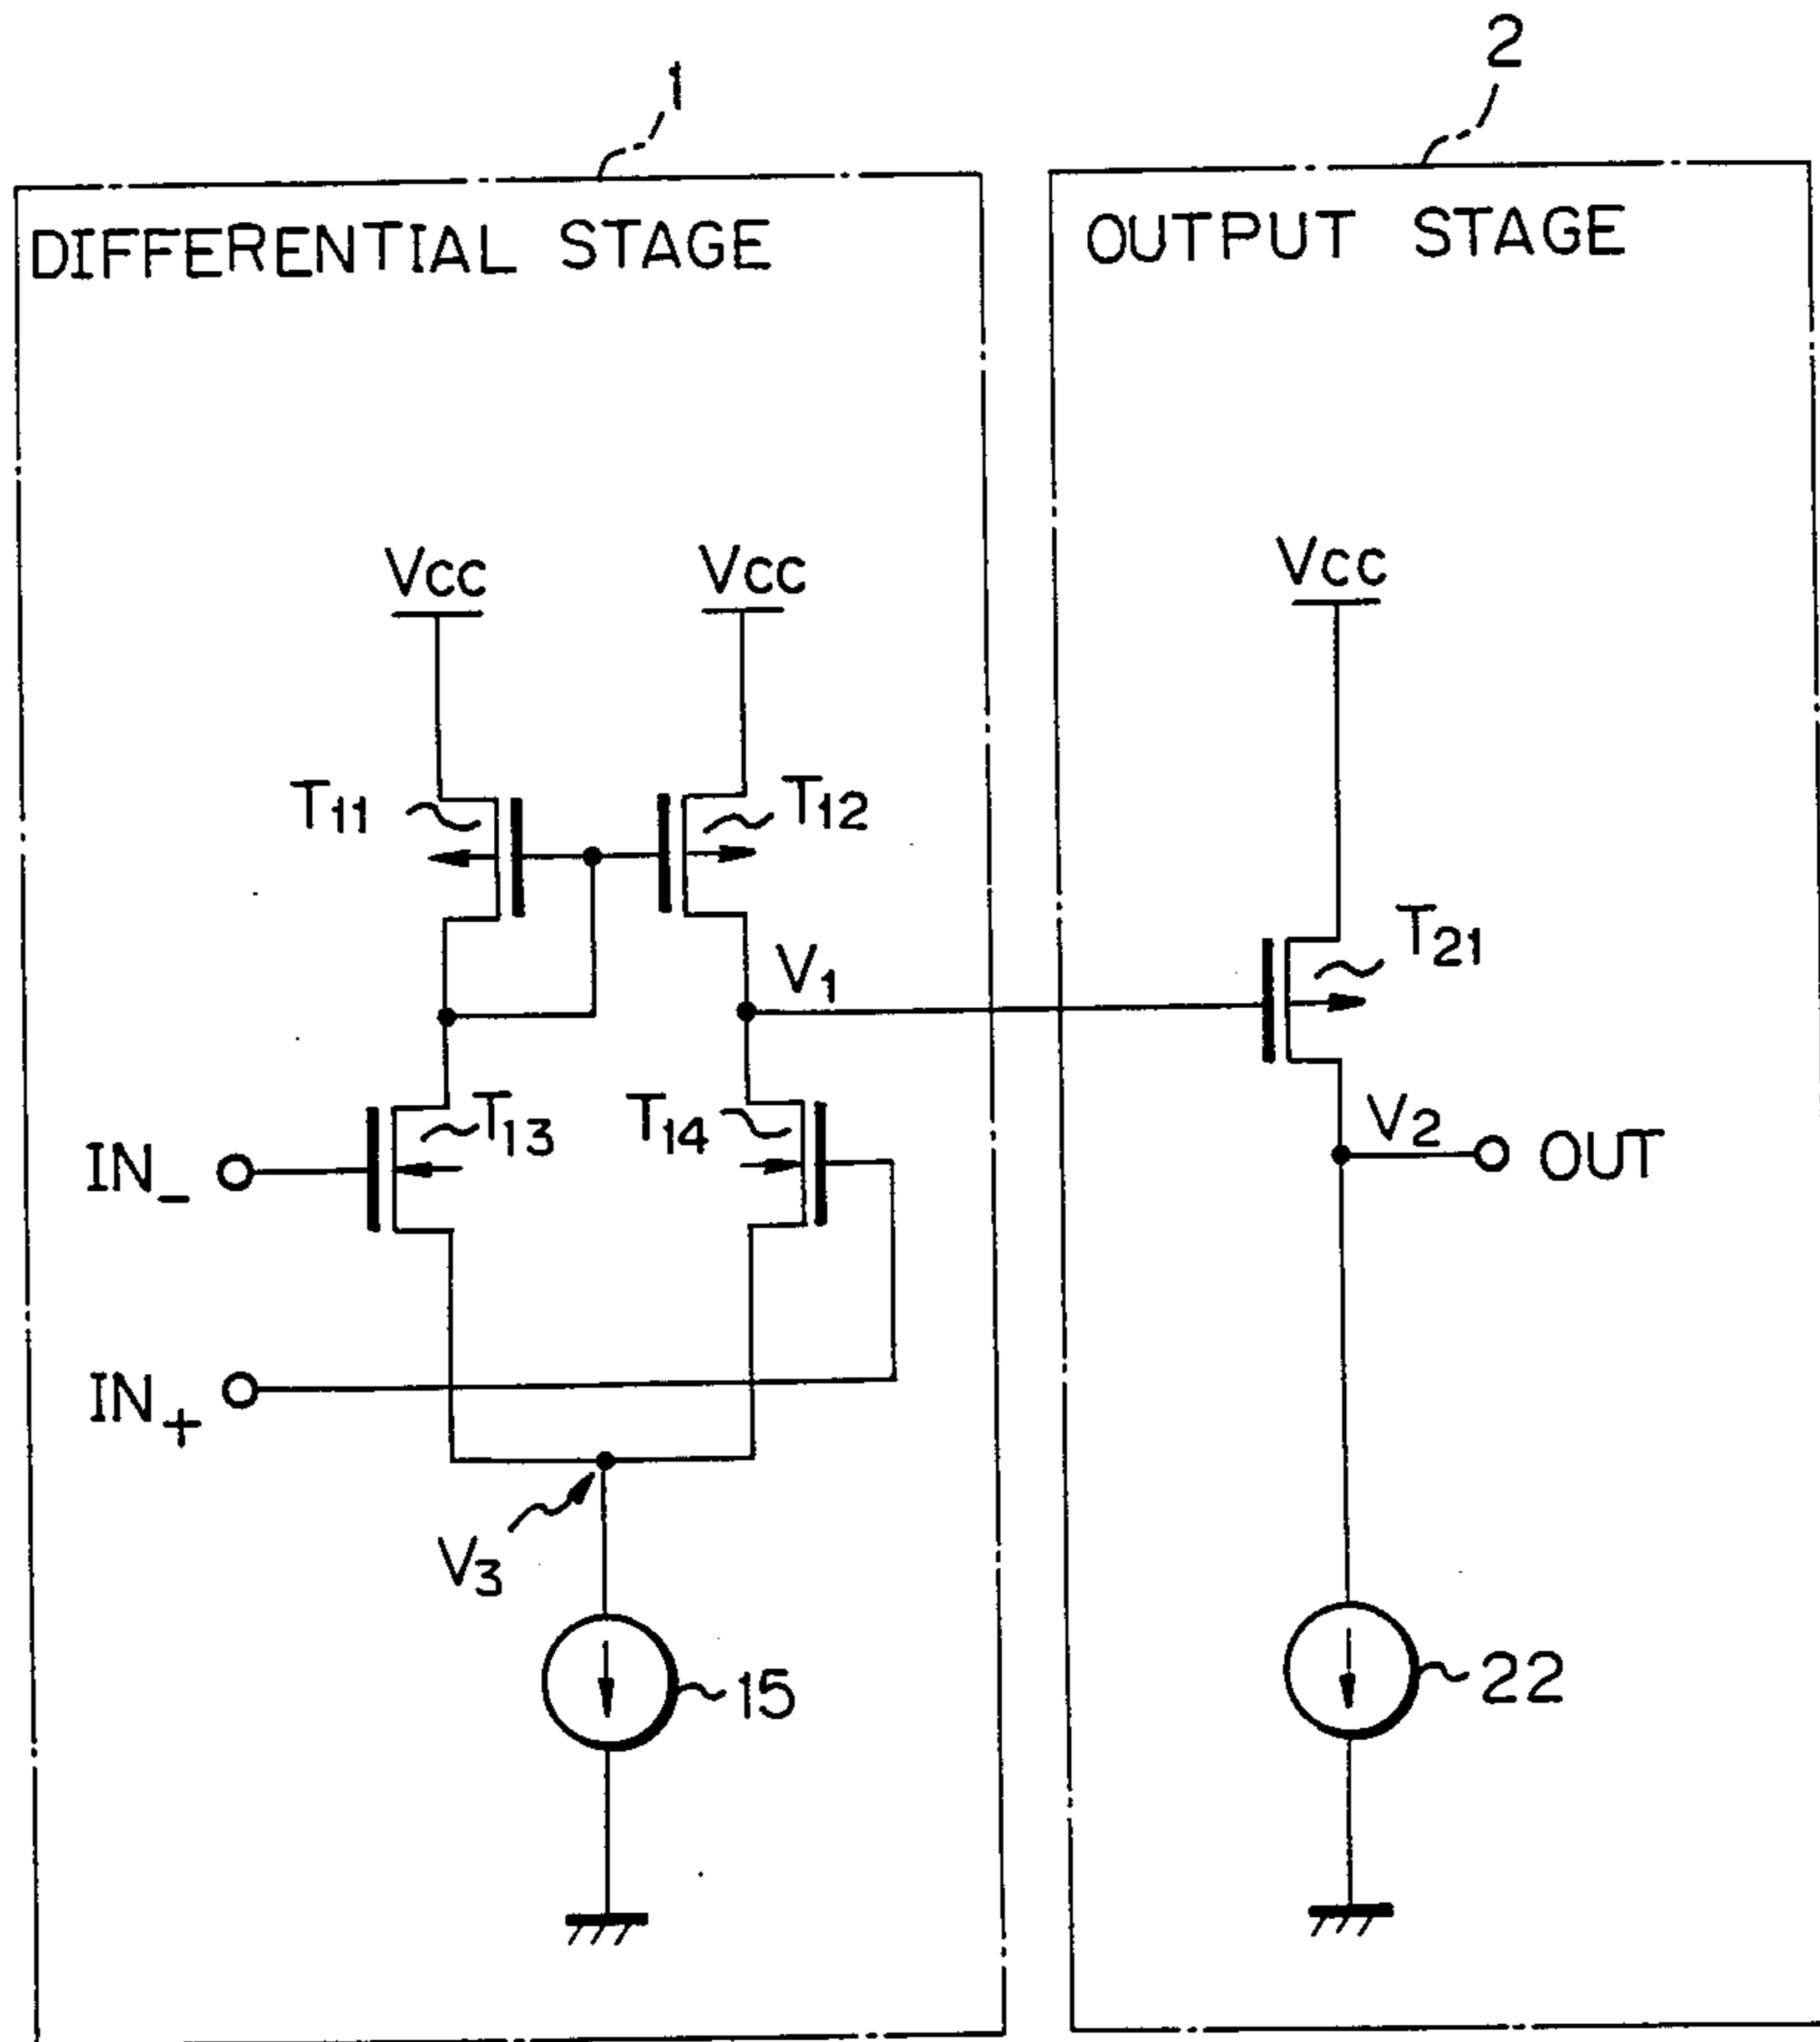 1
2
DIFFERENTIAL STAGE
OUTPUT STAGE
Vcc
Vcc
Vcc
T11
T12
T21
V1
T13
T14
V2
IN-
OUT
IN+
V3
15
22